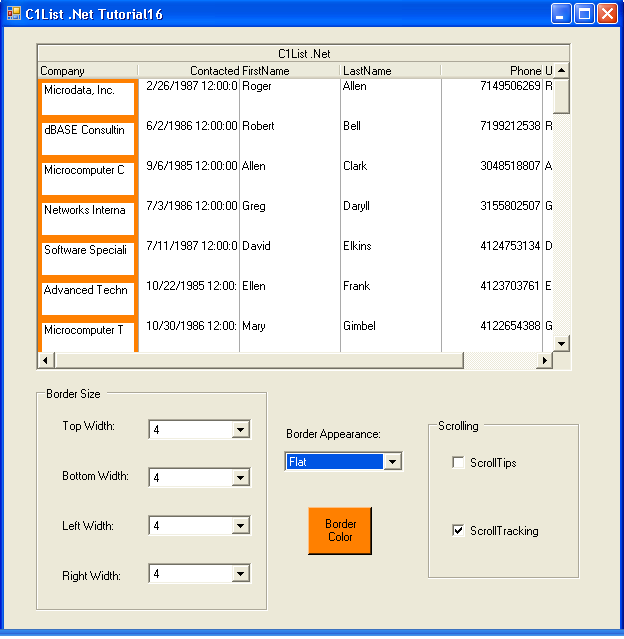 C1List .Net Tutorial16
C1List .Net
Company Contacted FirstName LastName Phone U
Microdata, Inc. 2/26/1987 12:00:0 Roger Allen 7149506269 R
dBASE Consultin 6/2/1986 12:00:00 Robert Bell 7199212538 R
Microcomputer C 9/6/1985 12:00:00 Allen Clark 3048518807 A
Networks Interna 7/3/1986 12:00:00 Greg Daryll 3155802507 G
Software Speciali 7/11/1987 12:00:0 David Elkins 4124753134 D
Advanced Techn 10/22/1985 12:00: Ellen Frank 4123703761 E
Microcomputer T 10/30/1986 12:00: Mary Gimbel 4122654388 G
Border Size
Top Width: 4
Bottom Width: 4
Left Width: 4
Right Width: 4
Border Appearance:
Flat
Border
Color
Scrolling
ScrollTips
ScrollTracking